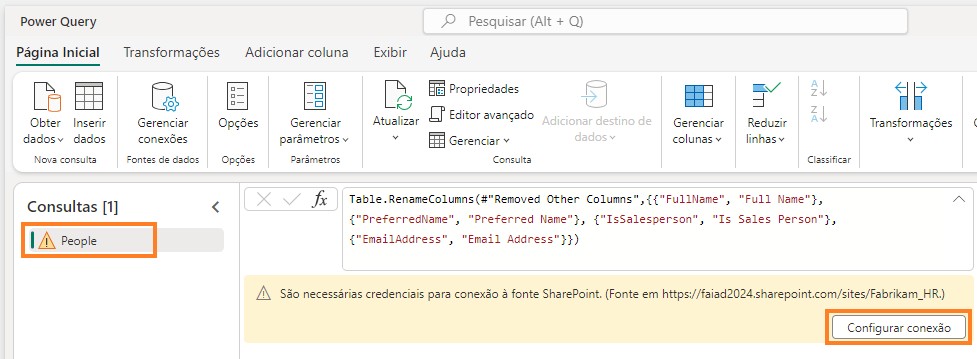 Power Query
Pesquisar (Alt + Q)
Página Inicial Transformações Adicionar coluna Exibir Ajuda
Obter dados
Inserir dados
Nova consulta
Gerenciar conexões
Fontes de dados
Opções
Opções
Gerenciar parâmetros
Parâmetros
Atualizar
Propriedades
Editor avançado
Gerenciar
Adicionar destino de dados
Consulta
Gerenciar colunas
Reduzir linhas
A
Z
Z
A
Classificar
Transformações
Consultas [1]
People
fx
Table.RenameColumns(#"Removed Other Columns",{{"FullName", "Full Name"},
{"PreferredName", "Preferred Name"}, {"IsSalesperson", "Is Sales Person"},
{"EmailAddress", "Email Address"}})
São necessárias credenciais para conexão à fonte SharePoint. (Fonte em https://faiad2024.sharepoint.com/sites/Fabrikam_HR.)
Configurar conexão